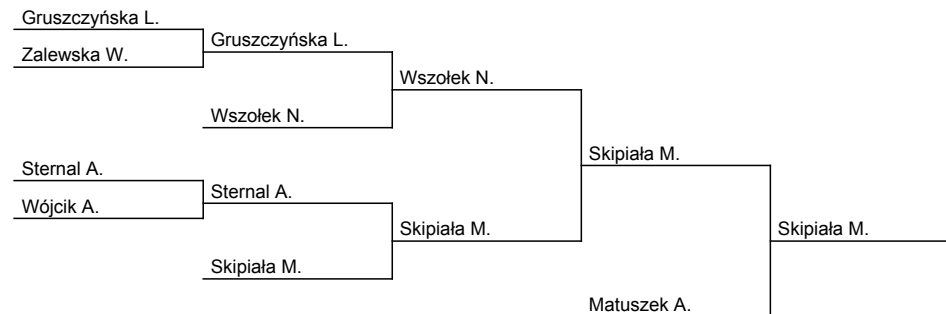 Gruszczyńska L.
Gruszczyńska L.
Zalewska W.
Wszołek N.
Wszołek N.
Skipiała M.
Sternal A.
Sternal A.
Wójcik A.
Skipiała M.
Skipiała M.
Skipiała M.
Matuszek A.